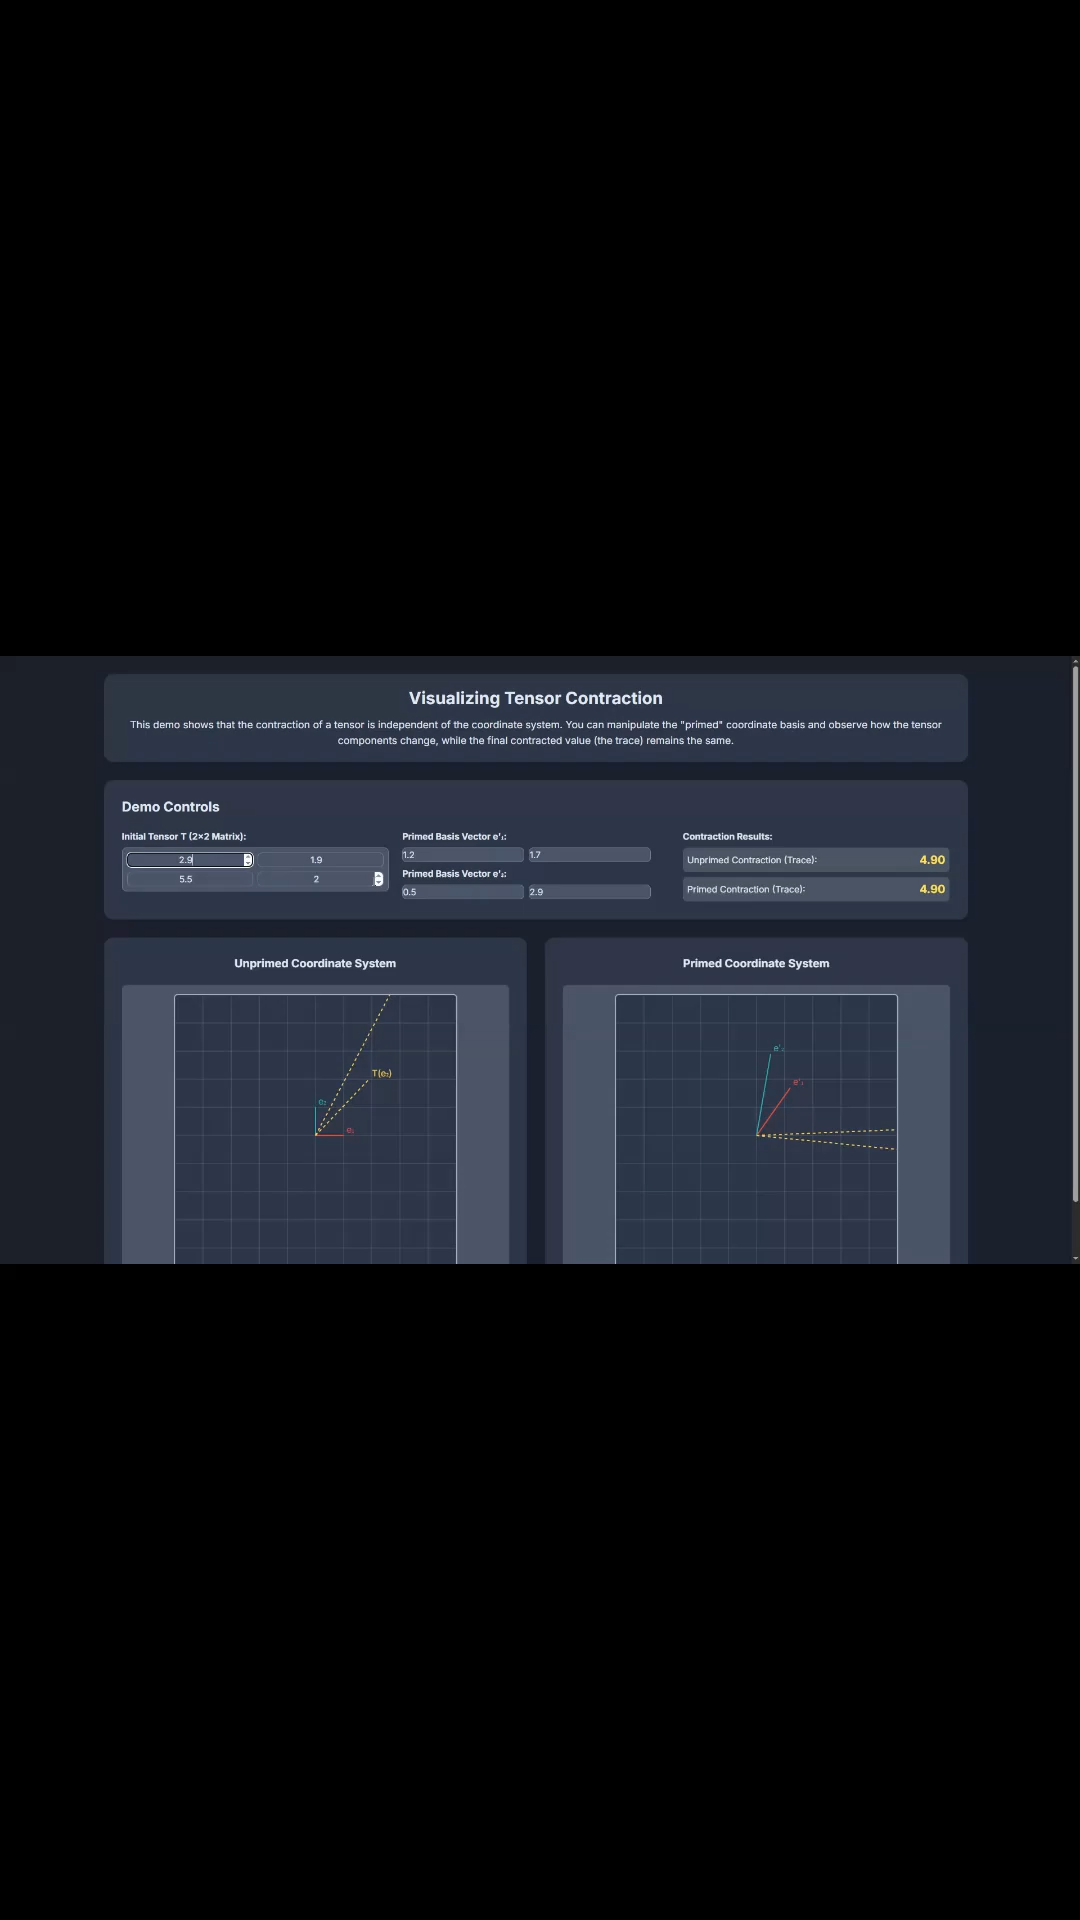 Visualizing Tensor Contraction
This demo shows that the contraction of a tensor is independent of the coordinate system. You can manipulate the "primed" coordinate basis and observe how the tensor
components change, while the final contracted value (the trace) remains the same.
Demo Controls
Initial Tensor T (2×2 Matrix):
2.9 1.9
5.5 2
Primed Basis Vector e'₁:
1.2 1.7
Primed Basis Vector e'₂:
0.5 2.9
Contraction Results:
Unprimed Contraction (Trace): 4.90
Primed Contraction (Trace): 4.90
Unprimed Coordinate System
T(e₂)
e₂
e₁
Primed Coordinate System
e'₂
e'₁